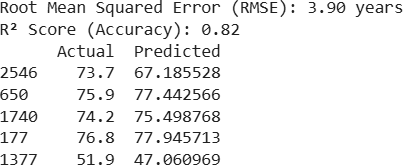 Root Mean Squared Error (RMSE): 3.90 years
R² Score (Accuracy): 0.82
Actual Predicted
2546 73.7 67.185528
650 75.9 77.442566
1740 74.2 75.498768
177 76.8 77.945713
1377 51.9 47.060969